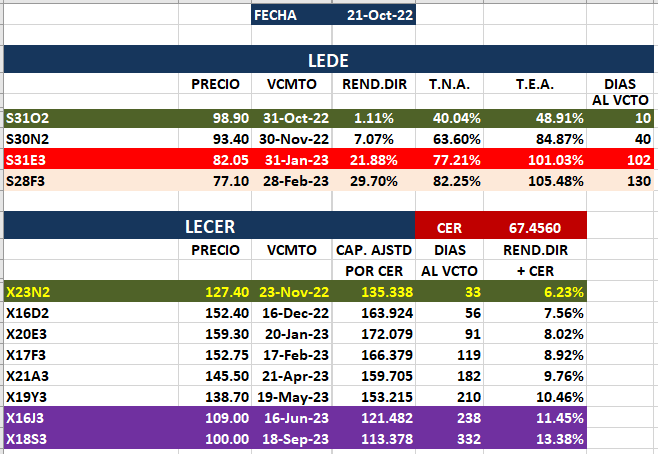 FECHA 21-Oct-22
LEDE
PRECIO VCMTO REND.DIR T.N.A. T.E.A. DIAS
AL VCTO
S31O2 98.90 31-Oct-22 1.11% 40.04% 48.91% 10
S30N2 93.40 30-Nov-22 7.07% 63.60% 84.87% 40
S31E3 82.05 31-Jan-23 21.88% 77.21% 101.03% 102
S28F3 77.10 28-Feb-23 29.70% 82.25% 105.48% 130
LECER CER 67.4560
PRECIO VCMTO CAP. AJSTD DIAS REND.DIR
POR CER AL VCTO + CER
X23N2 127.40 23-Nov-22 135.338 33 6.23%
X16D2 152.40 16-Dec-22 163.924 56 7.56%
X20E3 159.30 20-Jan-23 172.079 91 8.02%
X17F3 152.75 17-Feb-23 166.379 119 8.92%
X21A3 145.50 21-Apr-23 159.705 182 9.76%
X19Y3 138.70 19-May-23 153.215 210 10.46%
X16J3 109.00 16-Jun-23 121.482 238 11.45%
X18S3 100.00 18-Sep-23 113.378 332 13.38%